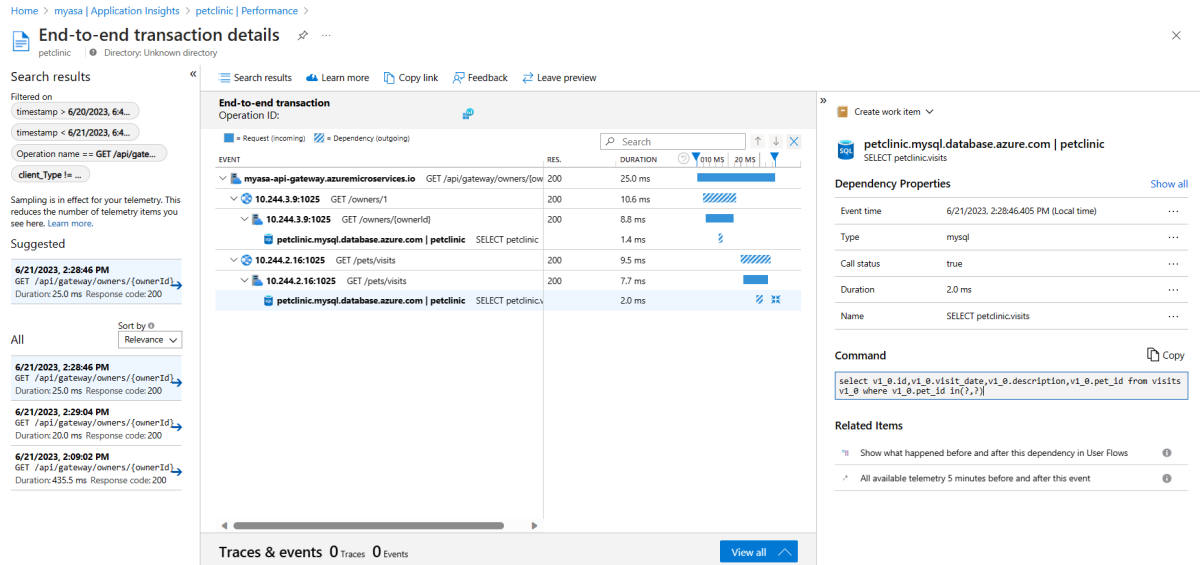 Home > myasa | Application Insights > petclinic | Performance >
End-to-end transaction details ...
petclinic Directory: Unknown directory
Search results «
Filtered on
timestamp > 6/20/2023, 6:4...
timestamp < 6/21/2023, 6:4...
Operation name == GET /api/gate...
client_Type != ...
Sampling is in effect for your telemetry. This
reduces the number of telemetry items you
see here. Learn more.
Suggested
6/21/2023, 2:28:46 PM
GET /api/gateway/owners/{ownerId}
Duration: 25.0 ms Response code: 200
Sort by
All Relevance
6/21/2023, 2:28:46 PM
GET /api/gateway/owners/{ownerId}
Duration: 25.0 ms Response code: 200
6/21/2023, 2:29:04 PM
GET /api/gateway/owners/{ownerId}
Duration: 20.0 ms Response code: 200
6/21/2023, 2:09:02 PM
GET /api/gateway/owners/{ownerId}
Duration: 435.5 ms Response code: 200
Search results Learn more Copy link Feedback Leave preview
End-to-end transaction
Operation ID:
= Request (incoming) = Dependency (outgoing) Search
EVENT RES. DURATION 010 MS 20 MS
myasa-api-gateway.azuremicroservices.io GET /api/gateway/owners/{ow 200 25.0 ms
10.244.3.9:1025 GET /owners/1 200 10.6 ms
10.244.3.9:1025 GET /owners/{ownerId} 200 8.8 ms
SQL petclinic.mysql.database.azure.com | petclinic SELECT petclinic 1.4 ms
10.244.2.16:1025 GET /pets/visits 200 9.5 ms
10.244.2.16:1025 GET /pets/visits 200 7.7 ms
SQL petclinic.mysql.database.azure.com | petclinic SELECT petclinic.v 2.0 ms
Traces & events 0 Traces 0 Events View all
»
Create work item
SQL petclinic.mysql.database.azure.com | petclinic
SELECT petclinic.visits
Dependency Properties Show all
Event time 6/21/2023, 2:28:46.405 PM (Local time) ...
Type mysql ...
Call status true ...
Duration 2.0 ms ...
Name SELECT petclinic.visits ...
Command Copy
select v1_0.id,v1_0.visit_date,v1_0.description,v1_0.pet_id from visits
v1_0 where v1_0.pet_id in(?,?)
Related Items
Show what happened before and after this dependency in User Flows
All available telemetry 5 minutes before and after this event